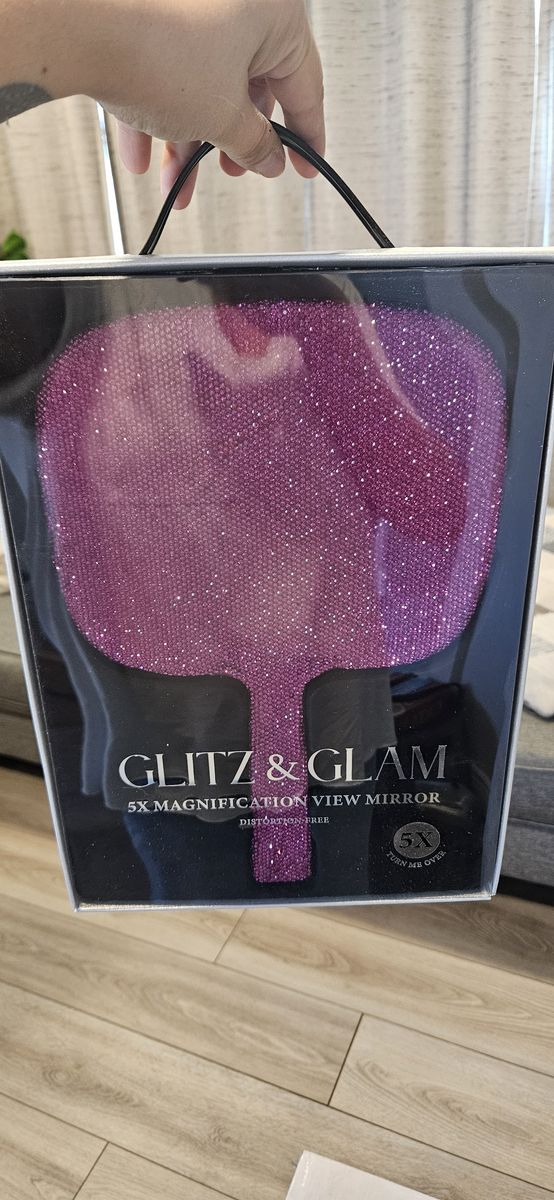 GLITZ & GLAM
5X MAGNIFICATION VIEW MIRROR
DISTORTION-FREE
5X
TURN ME OVER